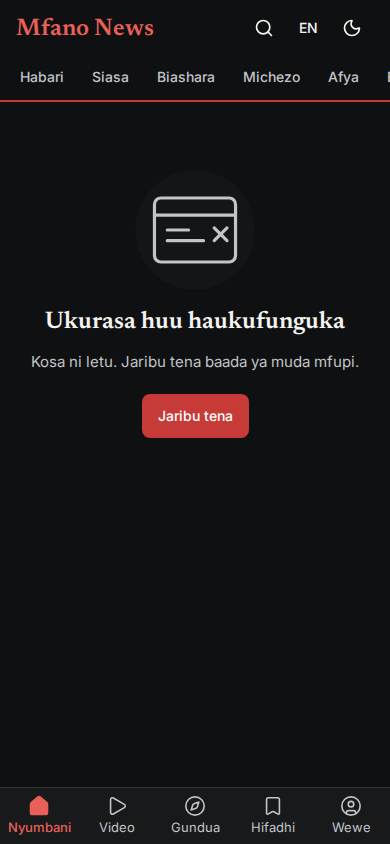 Mfano News
EN
Habari Siasa Biashara Michezo Afya
Ukurasa huu haukufunguka
Kosa ni letu. Jaribu tena baada ya muda mfupi.
Jaribu tena
Nyumbani Video Gundua Hifadhi Wewe